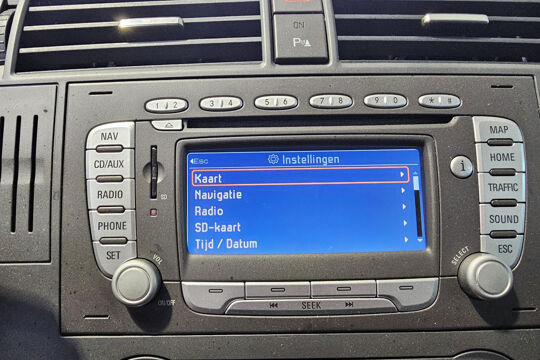 ON
P
1 2
3 4
5 6
7 8
9 0
* #
NAV
CD/AUX
RADIO
PHONE
SET
SD
VOL
ON/OFF
Esc
Instellingen
Kaart
Navigatie
Radio
SD-kaart
Tijd / Datum
SEEK
MAP
HOME
TRAFFIC
SOUND
ESC
i
SELECT